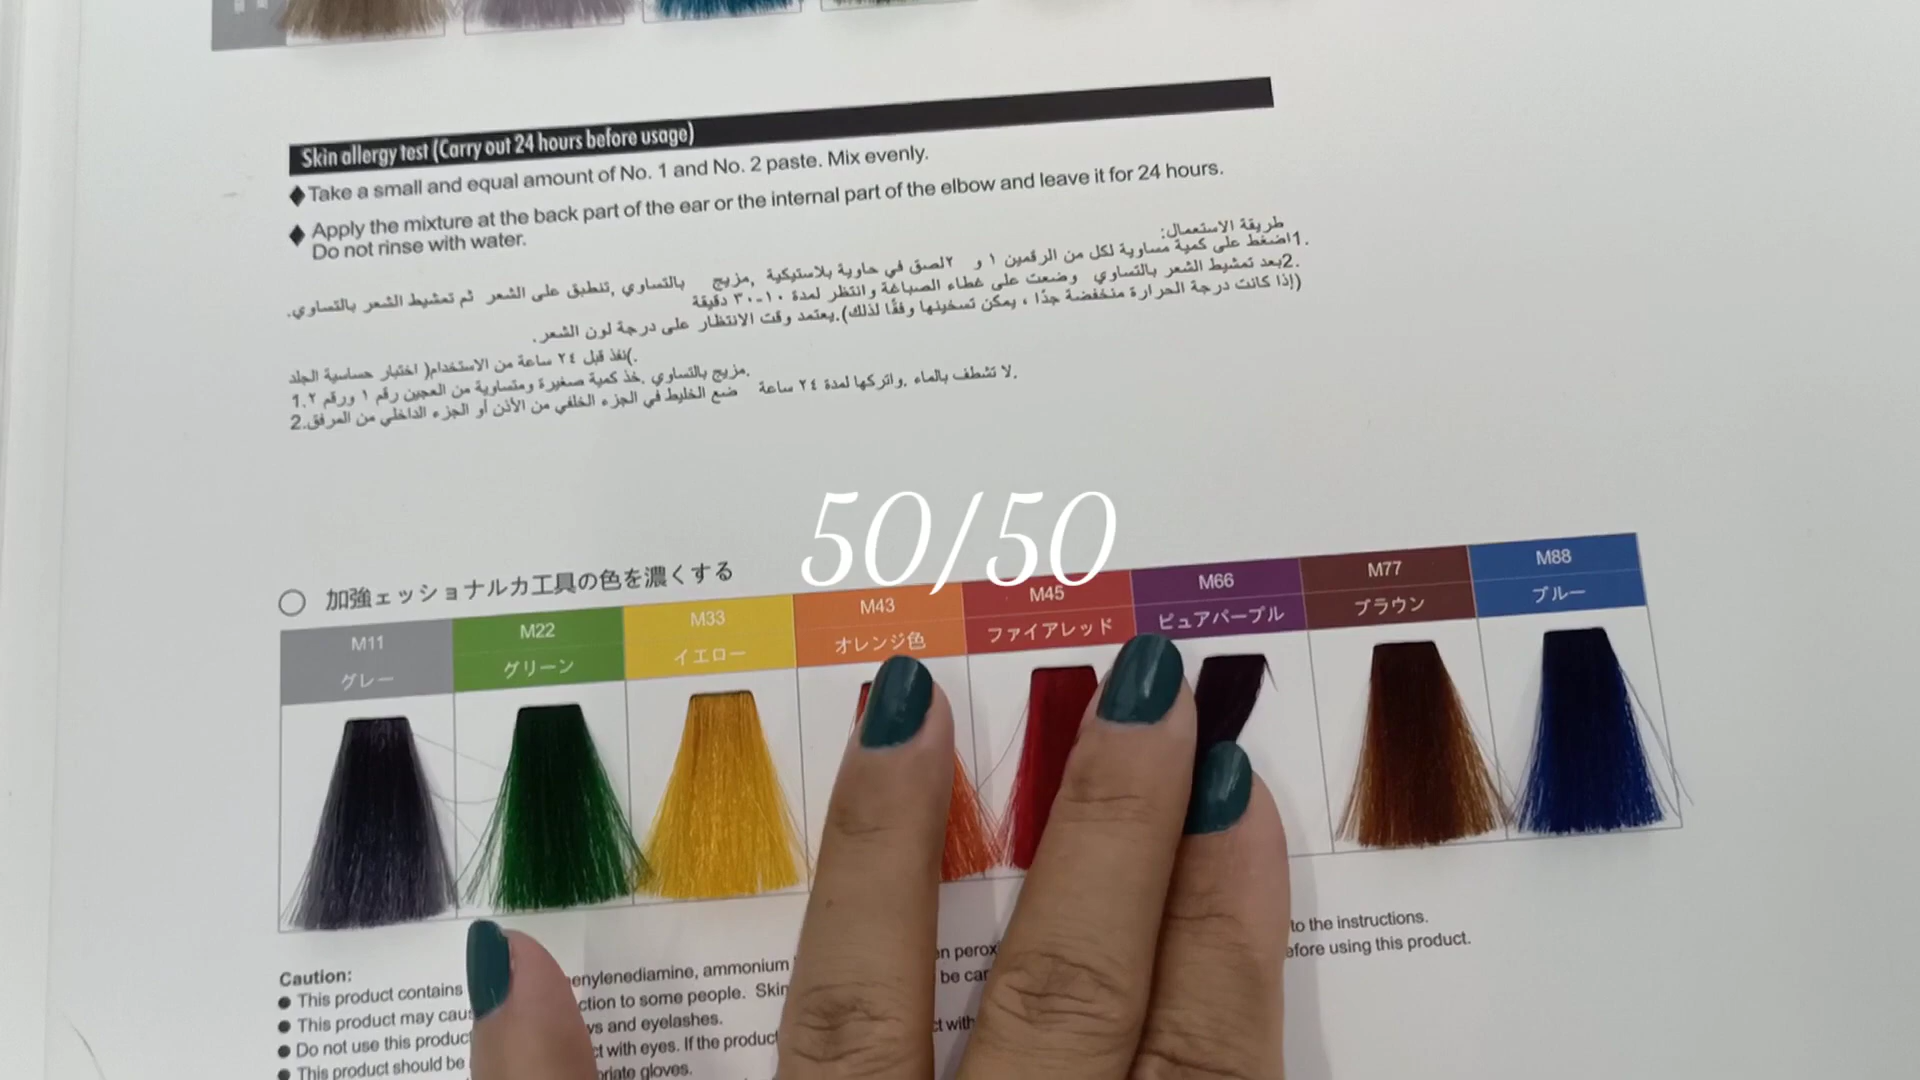 Skin allergy test (Carry out 24 hours before usage)
◆ Take a small and equal amount of No. 1 and No. 2 paste. Mix evenly.
◆ Apply the mixture at the back part of the ear or the internal part of the elbow and leave it for 24 hours.
Do not rinse with water.
طريقة الاستعمال:
1.اضغط على كمية مساوية لكل من الرقمين ١ و ٢لصق في حاوية بلاستيكية ,مزيج بالتساوي ,تنطبق على الشعر ثم تمشيط الشعر بالتساوي.
2.بعد تمشيط الشعر بالتساوي وضعت على غطاء الصباغة وانتظر لمدة ١٠-٣٠ دقيقة
(إذا كانت درجة الحرارة منخفضة جدًا ، يمكن تسخينها وفقًا لذلك).يعتمد وقت الانتظار على درجة لون الشعر.
.)نفذ قبل ٢٤ ساعة من الاستخدام( اختبار حساسية الجلد
1.مزيج بالتساوي .خذ كمية صغيرة ومتساوية من العجين رقم ١ ورقم ٢
2.ضع الخليط في الجزء الخلفي من الأذن أو الجزء الداخلي من المرفق لا تشطف بالماء .واتركها لمدة ٢٤ ساعة.
50/50
加強ェッショナルカ工具の色を濃くする
M11 M22 M33 M43 M45 M66 M77 M88
グレー グリーン イエロー オレンジ色 ファイアレッド ピュアパープル ブラウン ブルー
Caution:
● This product contains enylenediamine, ammonium to the instructions.
● This product may ction to some people. Skin be before using this product.
● Do not use this product and eyelashes.
● This product should be with eyes. If the product with
gloves.